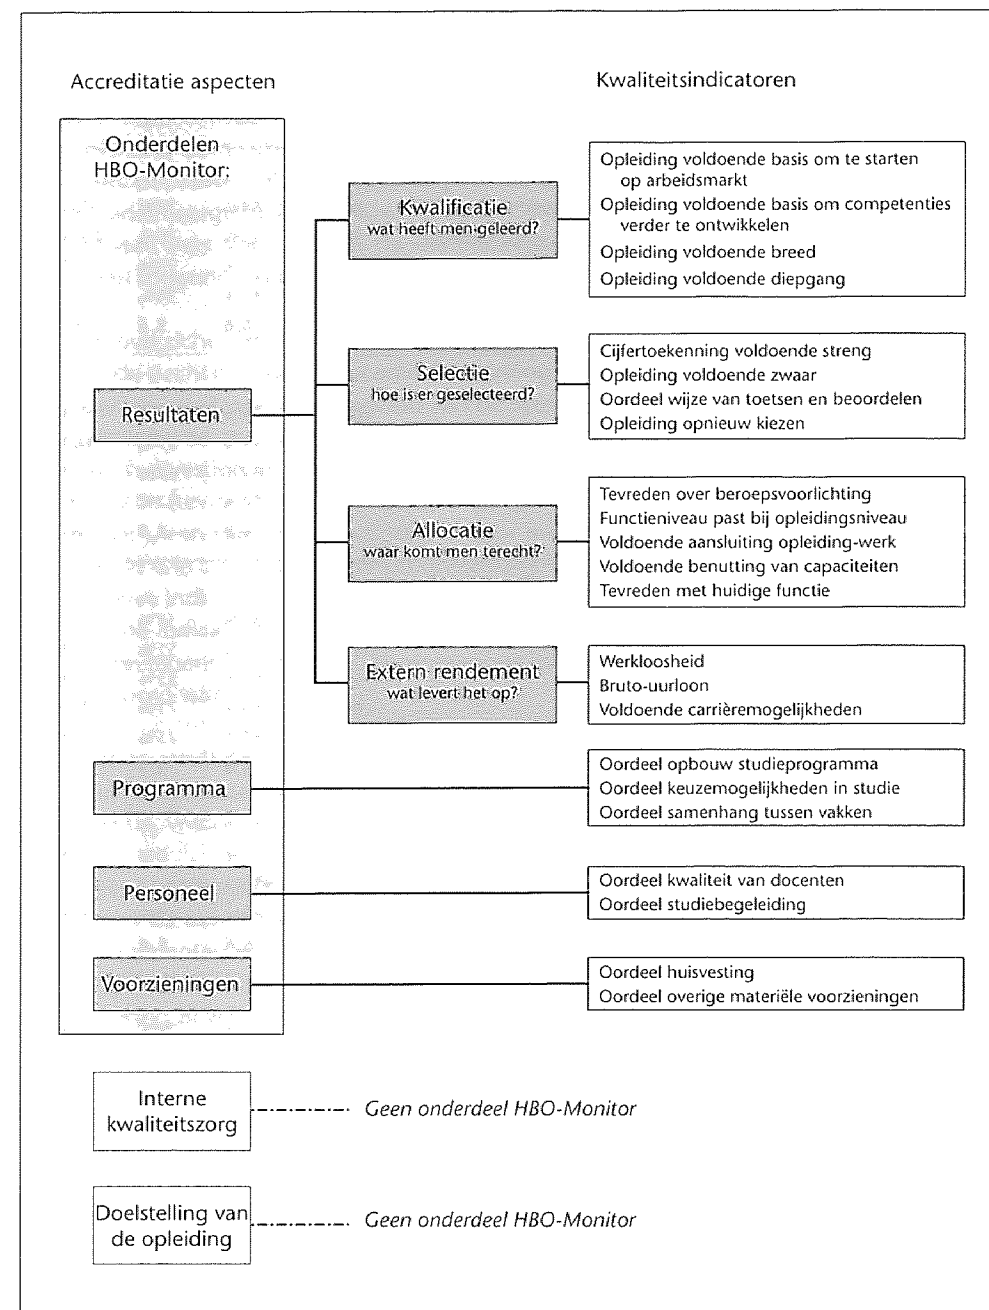 Accreditatie aspecten
Kwaliteitsindicatoren
Onderdelen
HBO-Monitor:
Resultaten
Kwalificatie
wat heeft men geleerd?
Opleiding voldoende basis om te starten
op arbeidsmarkt
Opleiding voldoende basis om competenties
verder te ontwikkelen
Opleiding voldoende breed
Opleiding voldoende diepgang
Selectie
hoe is er geselecteerd?
Cijfertoekenning voldoende streng
Opleiding voldoende zwaar
Oordeel wijze van toetsen en beoordelen
Opleiding opnieuw kiezen
Allocatie
waar komt men terecht?
Tevreden over beroepsvoorlichting
Functieniveau past bij opleidingsniveau
Voldoende aansluiting opleiding-werk
Voldoende benutting van capaciteiten
Tevreden met huidige functie
Extern rendement
wat levert het op?
Werkloosheid
Bruto-uurloon
Voldoende carrièremogelijkheden
Programma
Oordeel opbouw studieprogramma
Oordeel keuzemogelijkheden in studie
Oordeel samenhang tussen vakken
Personeel
Oordeel kwaliteit van docenten
Oordeel studiebegeleiding
Voorzieningen
Oordeel huisvesting
Oordeel overige materiële voorzieningen
Interne
kwaliteitszorg
Geen onderdeel HBO-Monitor
Doelstelling van
de opleiding
Geen onderdeel HBO-Monitor